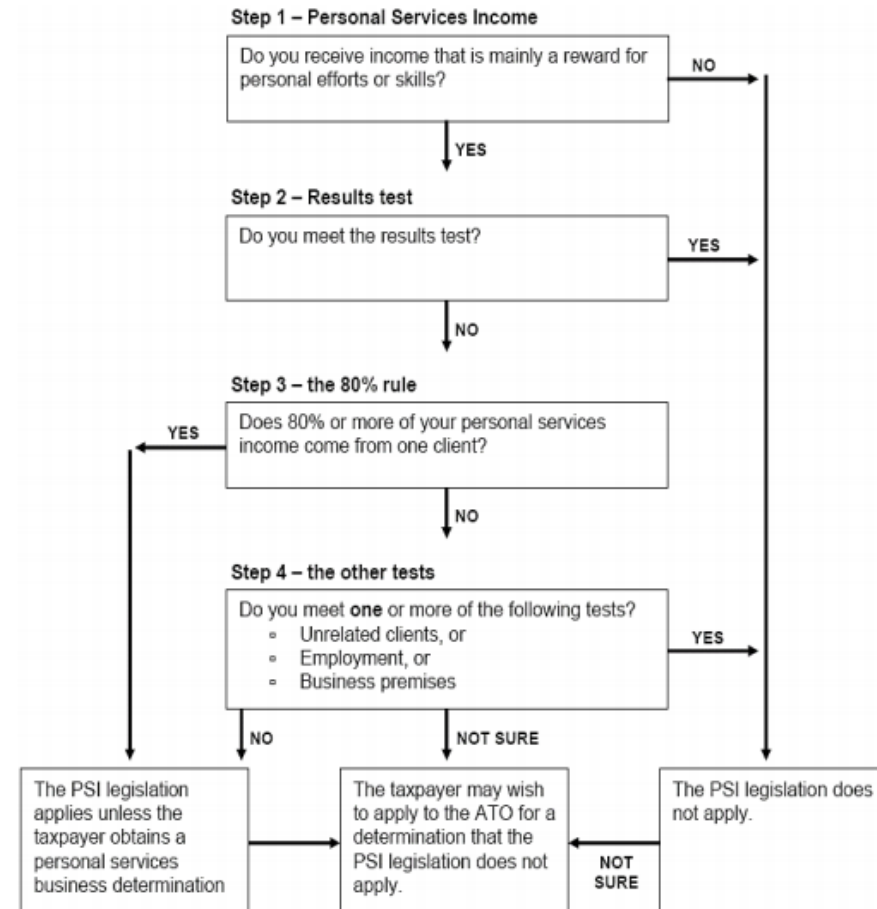 Step 1 – Personal Services Income
Do you receive income that is mainly a reward for
personal efforts or skills?
NO
YES
Step 2 – Results test
Do you meet the results test?
YES
NO
Step 3 – the 80% rule
Does 80% or more of your personal services
income come from one client?
YES
NO
Step 4 – the other tests
Do you meet one or more of the following tests?
▫ Unrelated clients, or
▫ Employment, or
▫ Business premises
YES
NO
NOT SURE
The PSI legislation
applies unless the
taxpayer obtains a
personal services
business determination
The taxpayer may wish
to apply to the ATO for a
determination that the
PSI legislation does not
apply.
NOT
SURE
The PSI legislation does
not apply.